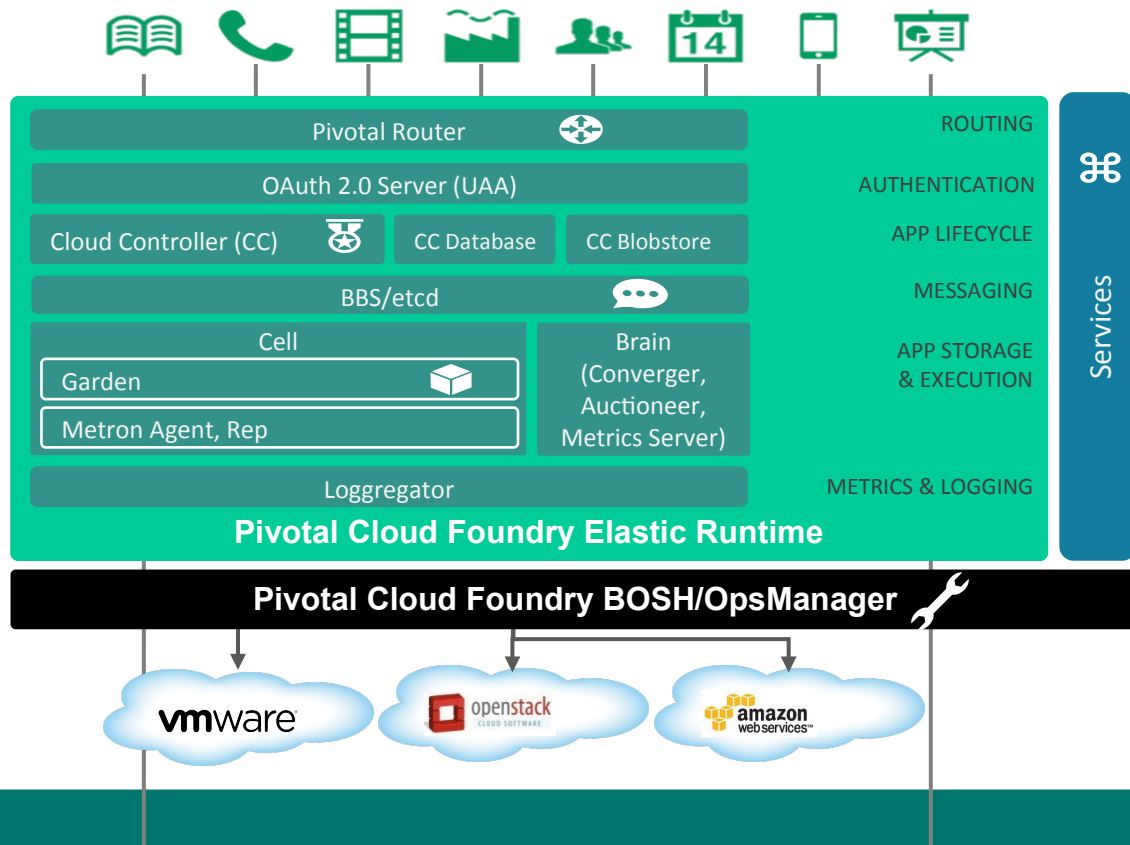 14
Pivotal Router
ROUTING
OAuth 2.0 Server (UAA)
AUTHENTICATION
Cloud Controller (CC)
CC Database
CC Blobstore
APP LIFECYCLE
BBS/etcd
MESSAGING
Cell
Garden
Metron Agent, Rep
Brain
(Converger,
Auctioneer,
Metrics Server)
APP STORAGE
& EXECUTION
Loggregator
METRICS & LOGGING
Pivotal Cloud Foundry Elastic Runtime
⌘
Services
Pivotal Cloud Foundry BOSH/OpsManager
vmware
openstack
CLOUD SOFTWARE
amazon
webservices™